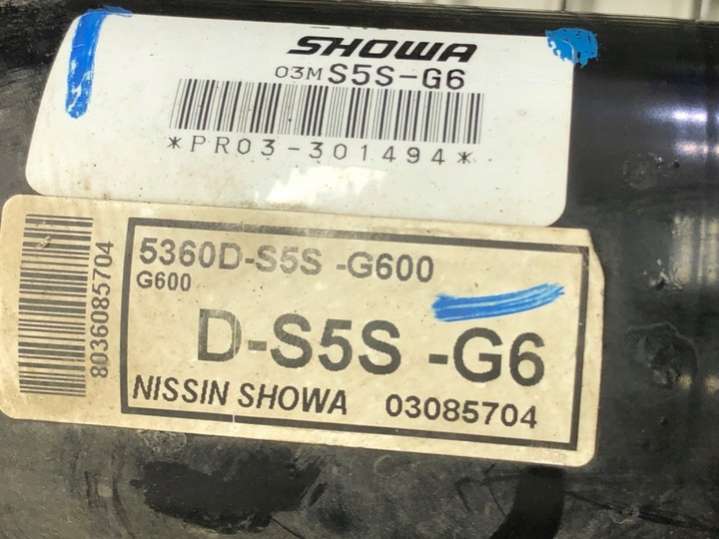 SHOWA
03M S5S-G6
*PR03-301494*
8036085704
5360D-S5S -G600
G600
D-S5S -G6
NISSIN SHOWA 03085704